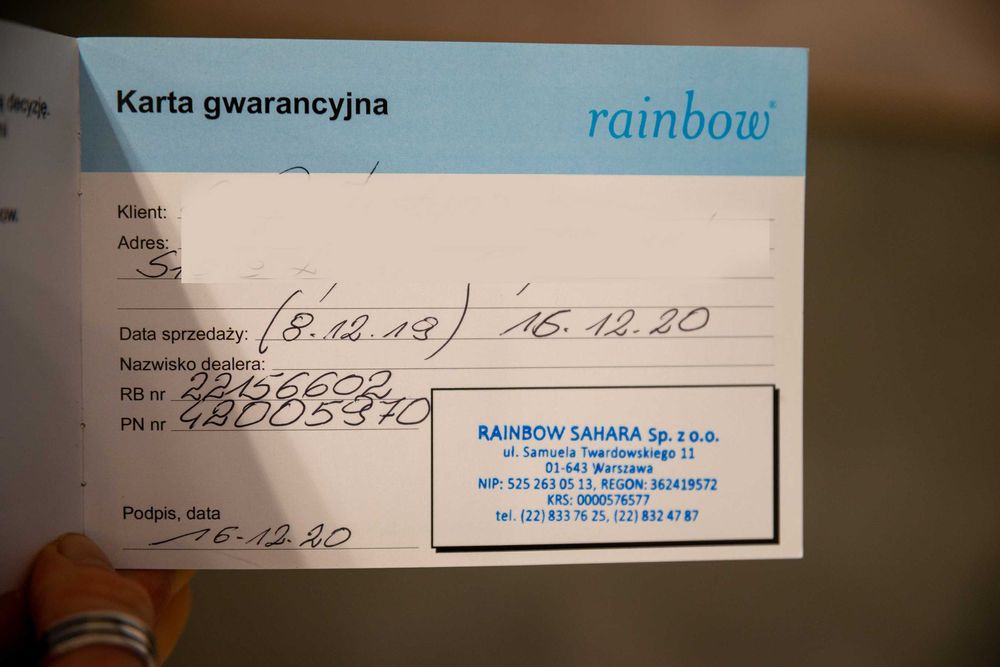 decyzję.
Karta gwarancyjna
rainbow®
Klient:
Adres:
Data sprzedaży: (8.12.19) 16.12.20
Nazwisko dealera:
RB nr 22156602
PN nr 42005970
RAINBOW SAHARA Sp. z o.o.
ul. Samuela Twardowskiego 11
01-643 Warszawa
NIP: 525 263 05 13, REGON: 362419572
KRS: 0000576577
tel. (22) 833 76 25, (22) 832 47 87
Podpis, data
16.12.20